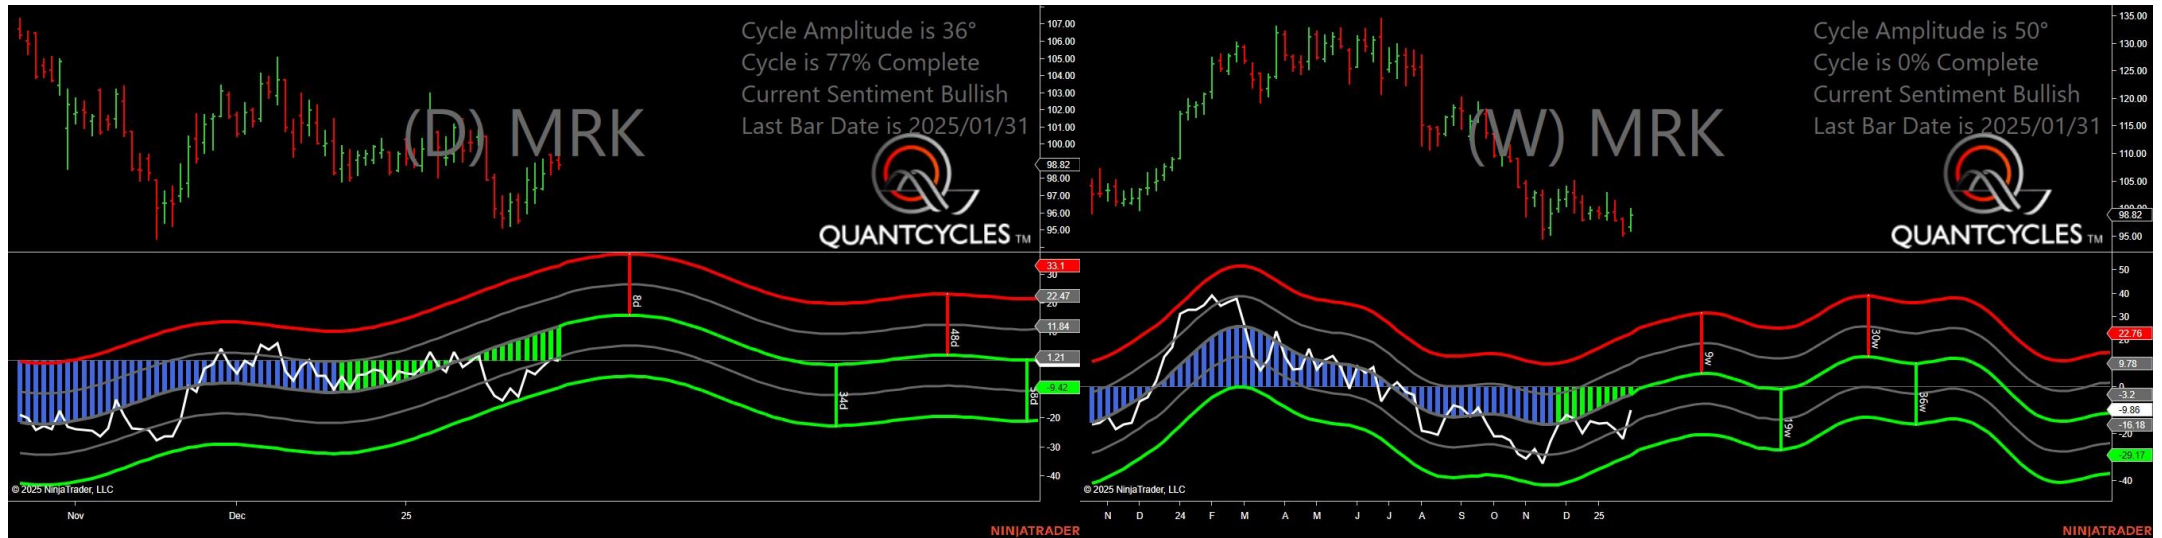 Cycle Amplitude is 36°
Cycle is 77% Complete
Current Sentiment Bullish
Last Bar Date is 2025/01/31
(D) MRK
QUANTCYCLES TM
107.00
106.00
105.00
104.00
103.00
102.00
101.00
100.00
98.82
98.00
97.00
96.00
95.00
8d
34d
48d
58d
33.1
30
22.47
20
11.84
1.21
-9.42
-20
-30
-40
© 2025 NinjaTrader, LLC
Nov
Dec
25
NINJATRADER
Cycle Amplitude is 50°
Cycle is 0% Complete
Current Sentiment Bullish
Last Bar Date is 2025/01/31
(W) MRK
QUANTCYCLES TM
135.00
130.00
125.00
120.00
115.00
110.00
105.00
100.00
98.82
95.00
9w
19w
30w
36w
50
40
30
22.76
20
9.78
0
-3.2
-9.86
-16.18
-20
-29.17
-40
© 2025 NinjaTrader, LLC
N D 24 F M A M J J A S O N D 25
NINJATRADER